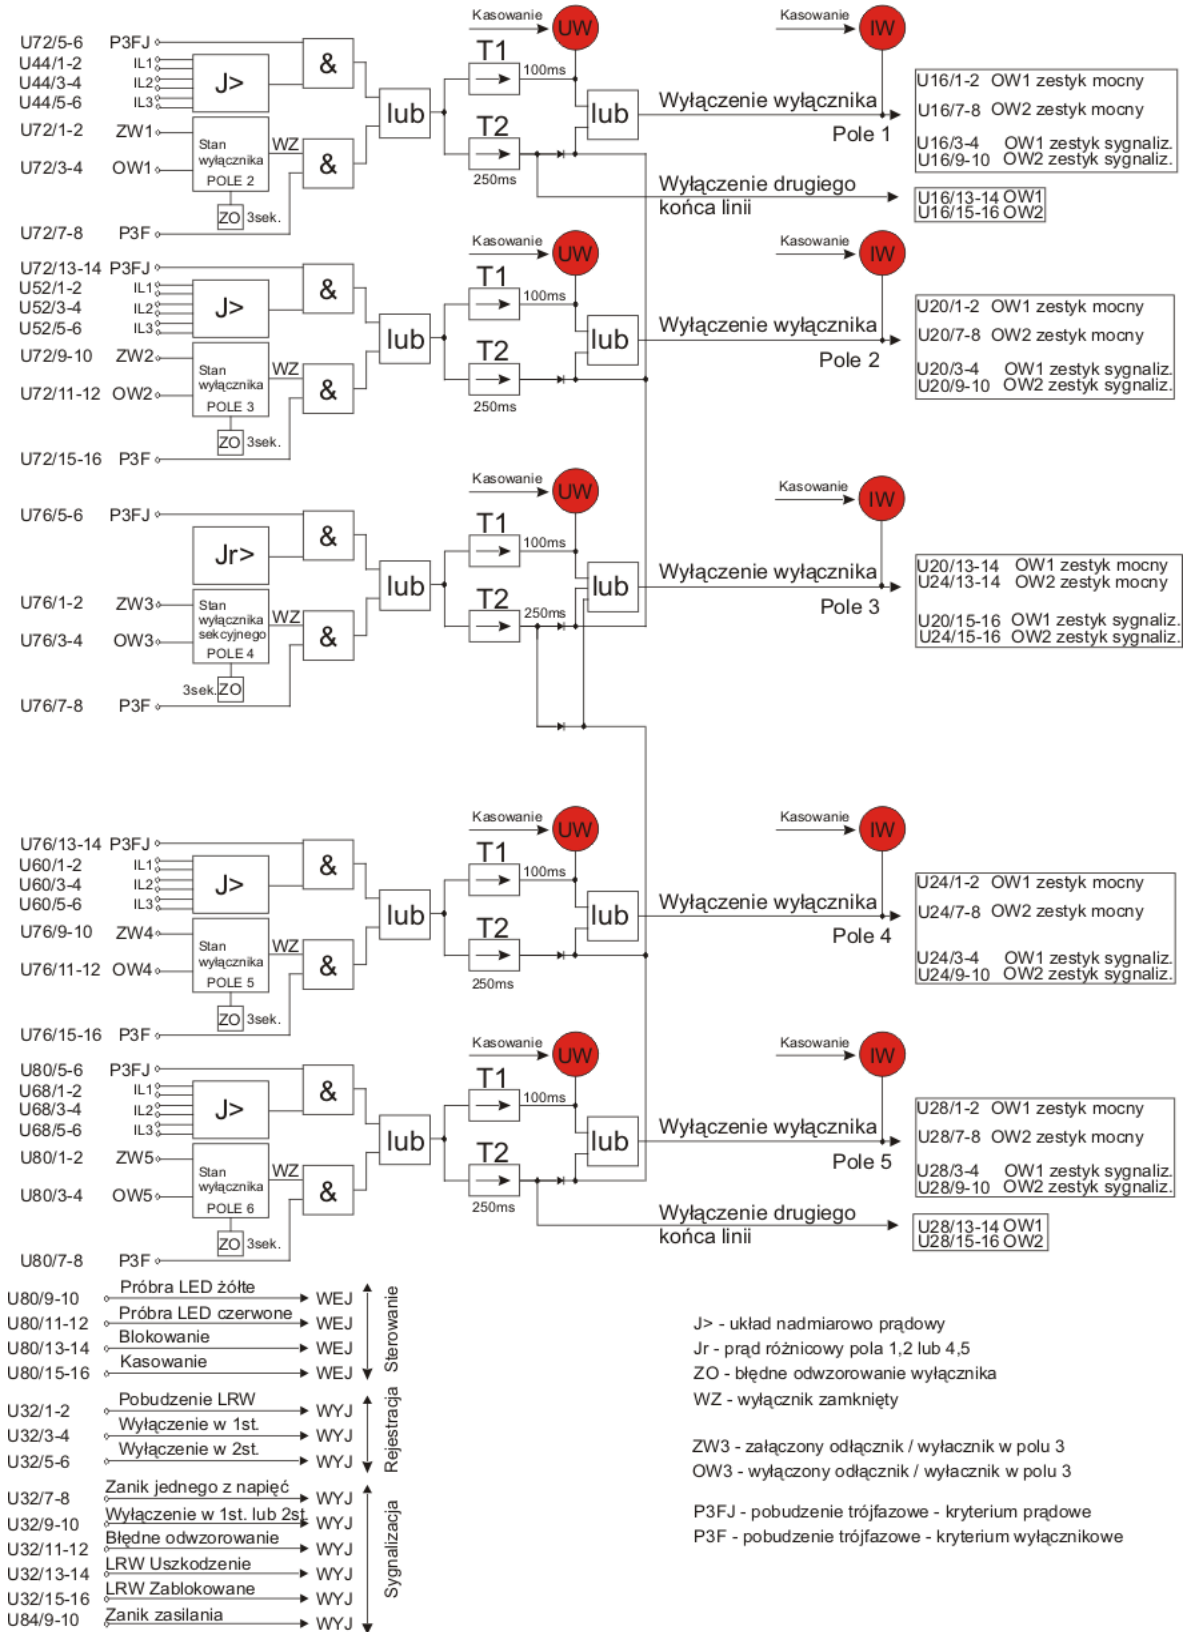 Kasowanie UW Kasowanie IW
U72/5-6 P3FJ
U44/1-2 IL1
U44/3-4 IL2
U44/5-6 IL3
J>
&
T1
100ms
lub
lub
U72/1-2 ZW1
U72/3-4 OW1
Stan
wyłącznika
POLE 2
WZ
&
T2
250ms
ZO 3sek.
U72/7-8 P3F
Wyłączenie wyłącznika
Pole 1
U16/1-2 OW1 zestyk mocny
U16/7-8 OW2 zestyk mocny
U16/3-4 OW1 zestyk sygnaliz.
U16/9-10 OW2 zestyk sygnaliz.
Wyłączenie drugiego
końca linii
U16/13-14 OW1
U16/15-16 OW2
Kasowanie UW Kasowanie IW
U72/13-14 P3FJ
U52/1-2 IL1
U52/3-4 IL2
U52/5-6 IL3
J>
&
T1
100ms
lub
lub
U72/9-10 ZW2
U72/11-12 OW2
Stan
wyłącznika
POLE 3
WZ
&
T2
250ms
ZO 3sek.
U72/15-16 P3F
Wyłączenie wyłącznika
Pole 2
U20/1-2 OW1 zestyk mocny
U20/7-8 OW2 zestyk mocny
U20/3-4 OW1 zestyk sygnaliz.
U20/9-10 OW2 zestyk sygnaliz.
Kasowanie UW Kasowanie IW
U76/5-6 P3FJ
Jr>
&
T1
100ms
lub
lub
U76/1-2 ZW3
U76/3-4 OW3
Stan
wyłącznika
sekcyjnego
POLE 4
WZ
&
T2
250ms
3sek. ZO
U76/7-8 P3F
Wyłączenie wyłącznika
Pole 3
U20/13-14 OW1 zestyk mocny
U24/13-14 OW2 zestyk mocny
U20/15-16 OW1 zestyk sygnaliz.
U24/15-16 OW2 zestyk sygnaliz.
Kasowanie UW Kasowanie IW
U76/13-14 P3FJ
U60/1-2 IL1
U60/3-4 IL2
U60/5-6 IL3
J>
&
T1
100ms
lub
lub
U76/9-10 ZW4
U76/11-12 OW4
Stan
wyłącznika
POLE 5
WZ
&
T2
250ms
ZO 3sek.
U76/15-16 P3F
Wyłączenie wyłącznika
Pole 4
U24/1-2 OW1 zestyk mocny
U24/7-8 OW2 zestyk mocny
U24/3-4 OW1 zestyk sygnaliz.
U24/9-10 OW2 zestyk sygnaliz.
Kasowanie UW Kasowanie IW
U80/5-6 P3FJ
U68/1-2 IL1
U68/3-4 IL2
U68/5-6 IL3
J>
&
T1
100ms
lub
lub
U80/1-2 ZW5
U80/3-4 OW5
Stan
wyłącznika
POLE 6
WZ
&
T2
250ms
ZO 3sek.
U80/7-8 P3F
Wyłączenie wyłącznika
Pole 5
U28/1-2 OW1 zestyk mocny
U28/7-8 OW2 zestyk mocny
U28/3-4 OW1 zestyk sygnaliz.
U28/9-10 OW2 zestyk sygnaliz.
Wyłączenie drugiego
końca linii
U28/13-14 OW1
U28/15-16 OW2
U80/9-10 Próbra LED żółte WEJ
U80/11-12 Próbra LED czerwone WEJ
U80/13-14 Blokowanie WEJ
U80/15-16 Kasowanie WEJ
Sterowanie
U32/1-2 Pobudzenie LRW WYJ
U32/3-4 Wyłączenie w 1st. WYJ
U32/5-6 Wyłączenie w 2st. WYJ
Rejestracja
U32/7-8 Zanik jednego z napięć WYJ
U32/9-10 Wyłączenie w 1st. lub 2st. WYJ
U32/11-12 Błędne odwzorowanie WYJ
U32/13-14 LRW Uszkodzenie WYJ
U32/15-16 LRW Zablokowane WYJ
U84/9-10 Zanik zasilania WYJ
Sygnalizacja
J> - układ nadmiarowo prądowy
Jr - prąd różnicowy pola 1,2 lub 4,5
ZO - błędne odwzorowanie wyłącznika
WZ - wyłącznik zamknięty
ZW3 - załączony odłącznik / wyłacznik w polu 3
OW3 - wyłączony odłącznik / wyłacznik w polu 3
P3FJ - pobudzenie trójfazowe - kryterium prądowe
P3F - pobudzenie trójfazowe - kryterium wyłącznikowe